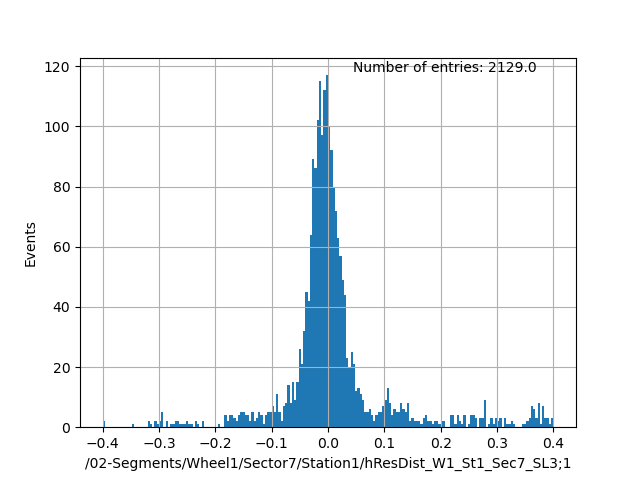 Number of entries: 2129.0
120
100
80
60
40
20
0
Events
−0.4 −0.3 −0.2 −0.1 0.0 0.1 0.2 0.3 0.4
/02-Segments/Wheel1/Sector7/Station1/hResDist_W1_St1_Sec7_SL3;1